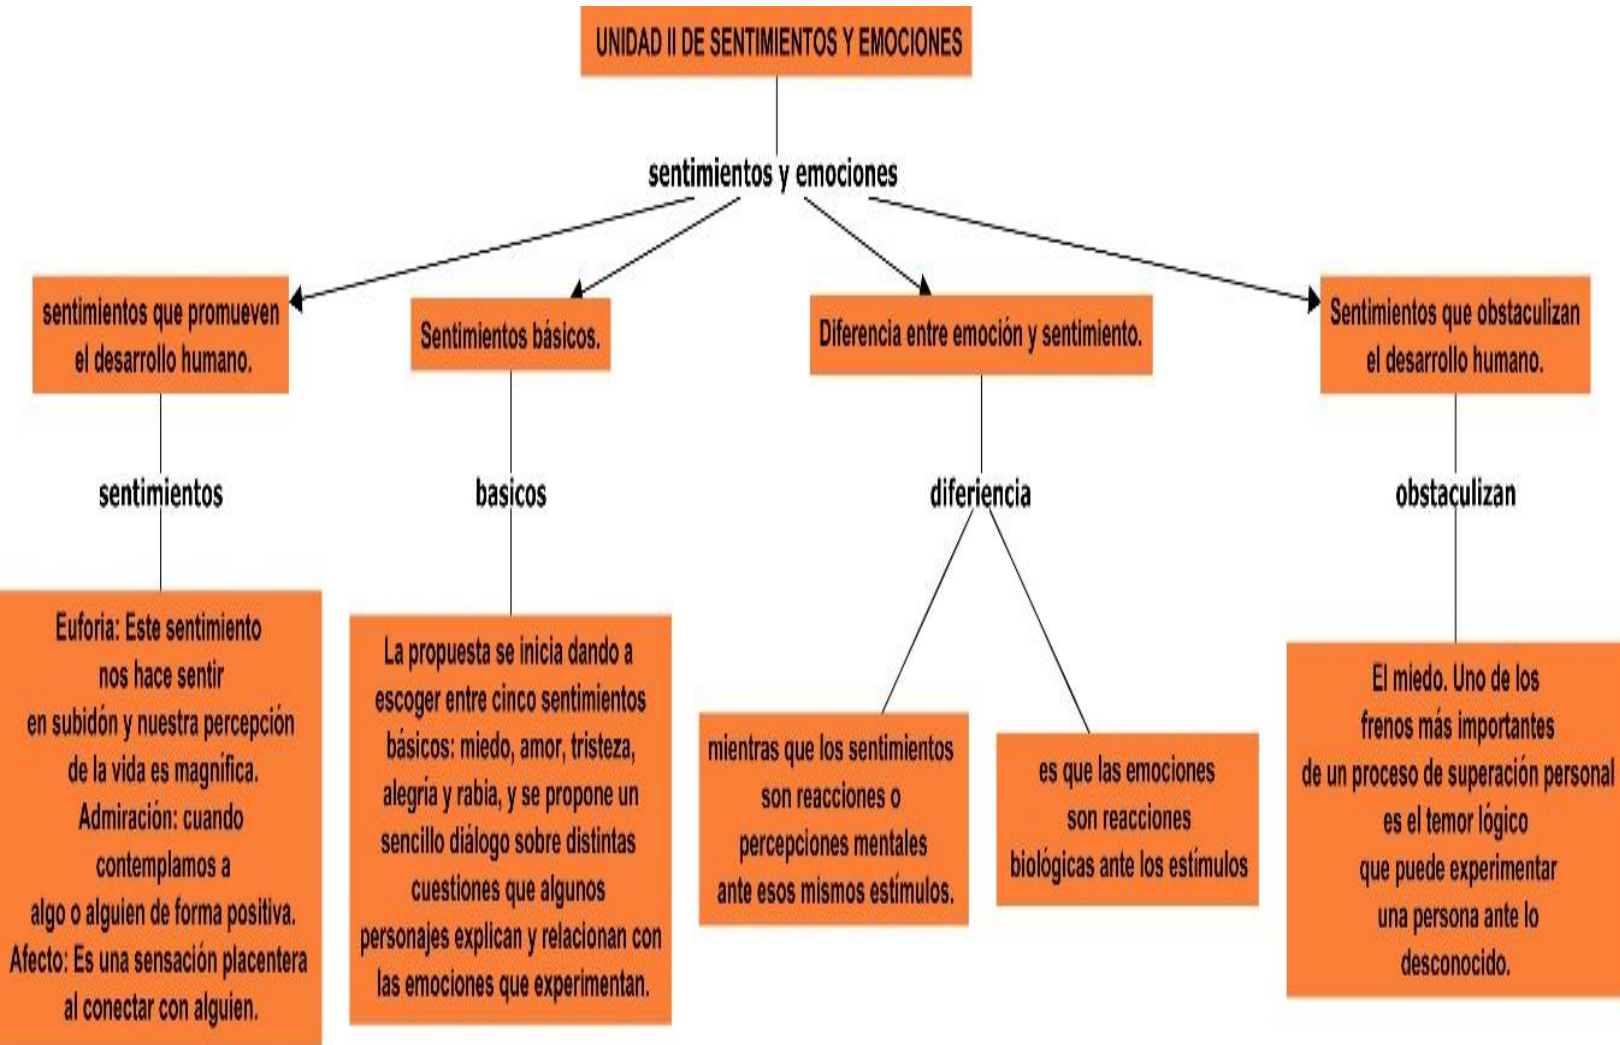 UNIDAD II DE SENTIMIENTOS Y EMOCIONES
sentimientos y emociones
sentimientos que promueven
el desarrollo humano.
Sentimientos básicos.
Diferencia entre emoción y sentimiento.
Sentimientos que obstaculizan
el desarrollo humano.
sentimientos
basicos
diferiencia
obstaculizan
Euforia: Este sentimiento
nos hace sentir
en subidón y nuestra percepción
de la vida es magnífica.
Admiración: cuando
contemplamos a
algo o alguien de forma positiva.
Afecto: Es una sensación placentera
al conectar con alguien.
La propuesta se inicia dando a
escoger entre cinco sentimientos
básicos: miedo, amor, tristeza,
alegría y rabia, y se propone un
sencillo diálogo sobre distintas
cuestiones que algunos
personajes explican y relacionan con
las emociones que experimentan.
mientras que los sentimientos
son reacciones o
percepciones mentales
ante esos mismos estímulos.
es que las emociones
son reacciones
biológicas ante los estímulos
El miedo. Uno de los
frenos más importantes
de un proceso de superación personal
es el temor lógico
que puede experimentar
una persona ante lo
desconocido.